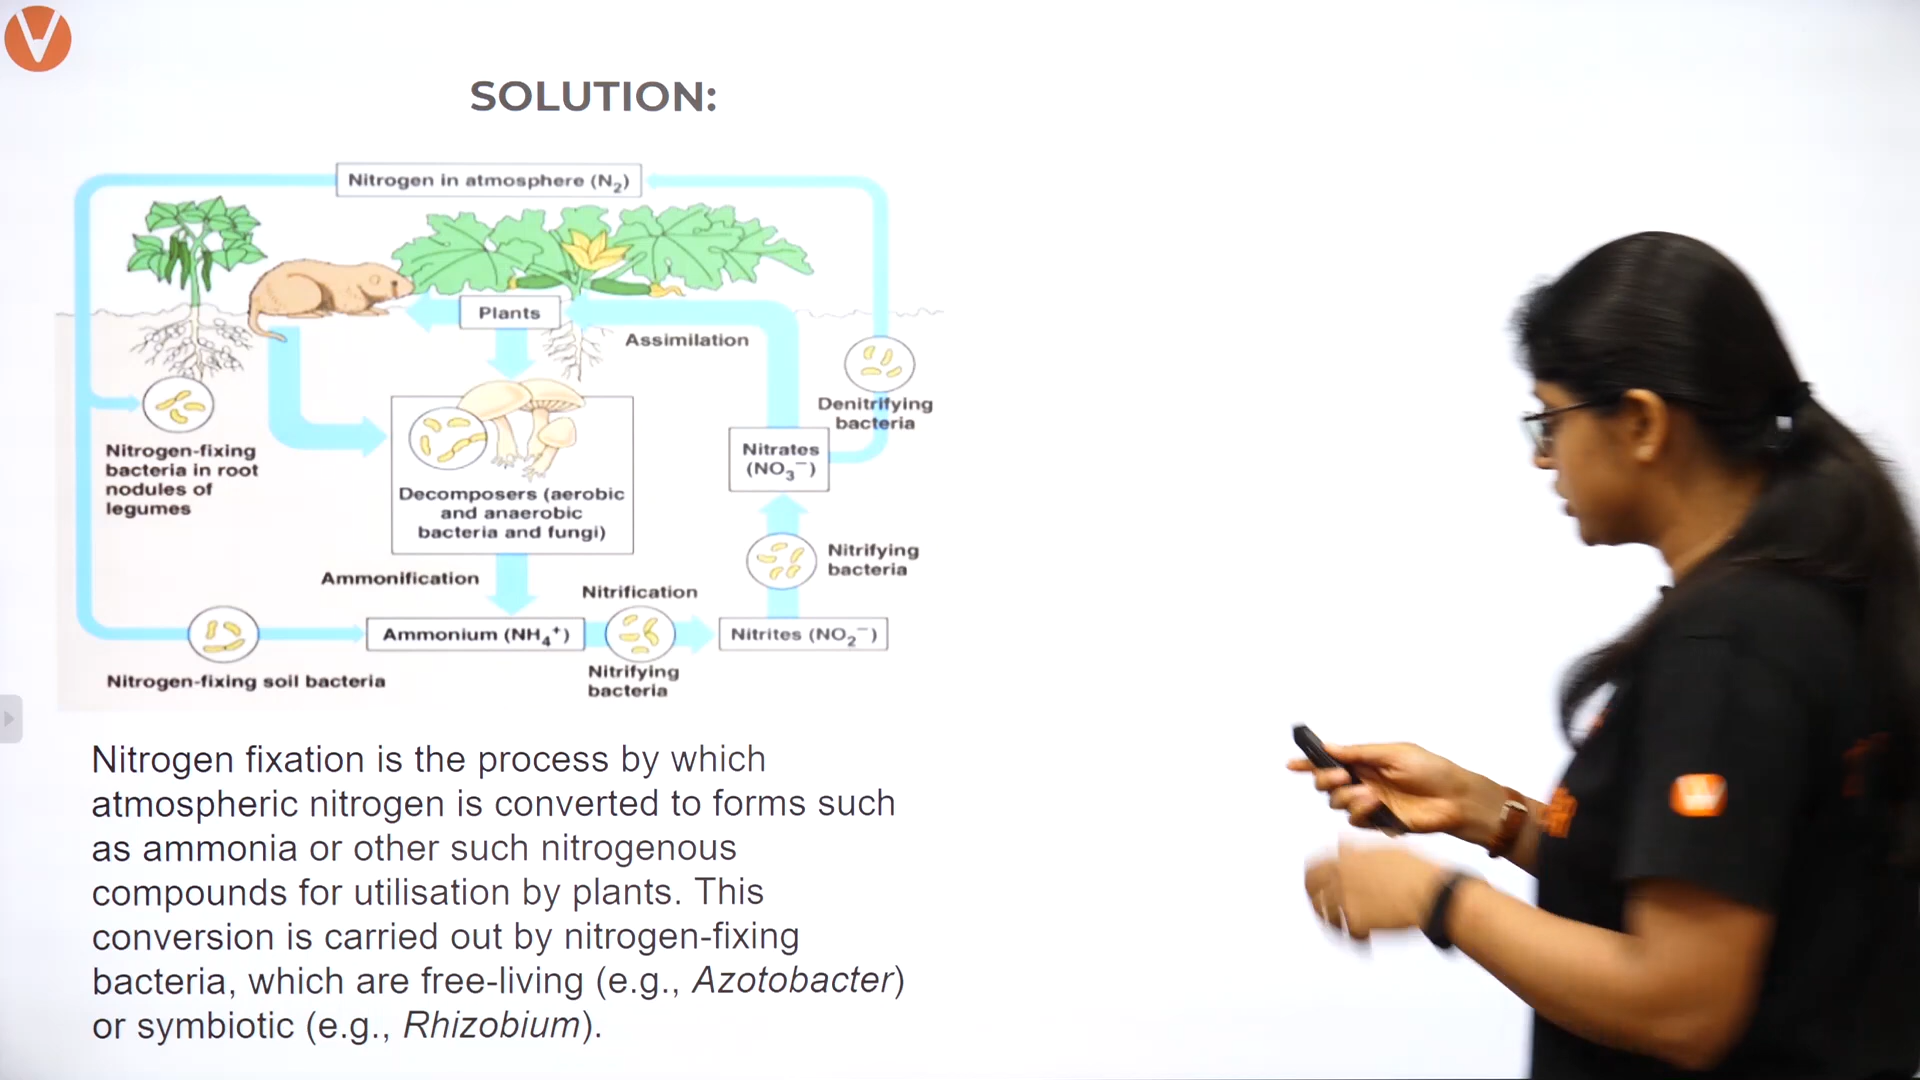 SOLUTION:
Nitrogen in atmosphere (N₂)
Plants
Assimilation
Denitrifying
bacteria
Nitrates
(NO₃⁻)
Nitrogen-fixing
bacteria in root
nodules of
legumes
Decomposers (aerobic
and anaerobic
bacteria and fungi)
Nitrifying
bacteria
Ammonification
Nitrification
Ammonium (NH₄⁺)
Nitrites (NO₂⁻)
Nitrifying
bacteria
Nitrogen-fixing soil bacteria
Nitrogen fixation is the process by which
atmospheric nitrogen is converted to forms such
as ammonia or other such nitrogenous
compounds for utilisation by plants. This
conversion is carried out by nitrogen-fixing
bacteria, which are free-living (e.g., Azotobacter)
or symbiotic (e.g., Rhizobium).